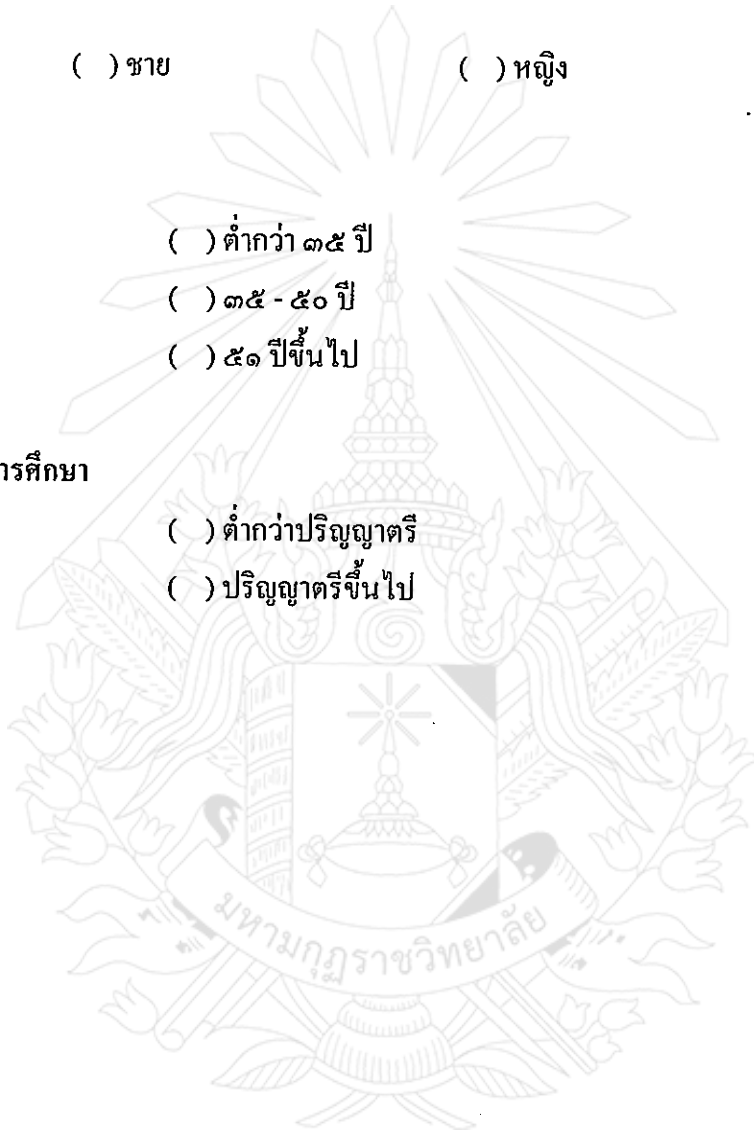 ( ) ชาย ( ) หญิง
( ) ต่ำกว่า ๓๕ ปี
( ) ๓๕ - ๕๐ ปี
( ) ๕๑ ปีขึ้นไป
ารศึกษา
( ) ต่ำกว่าปริญญาตรี
( ) ปริญญาตรีขึ้นไป
มหามกุฏราชวิทยาลัย